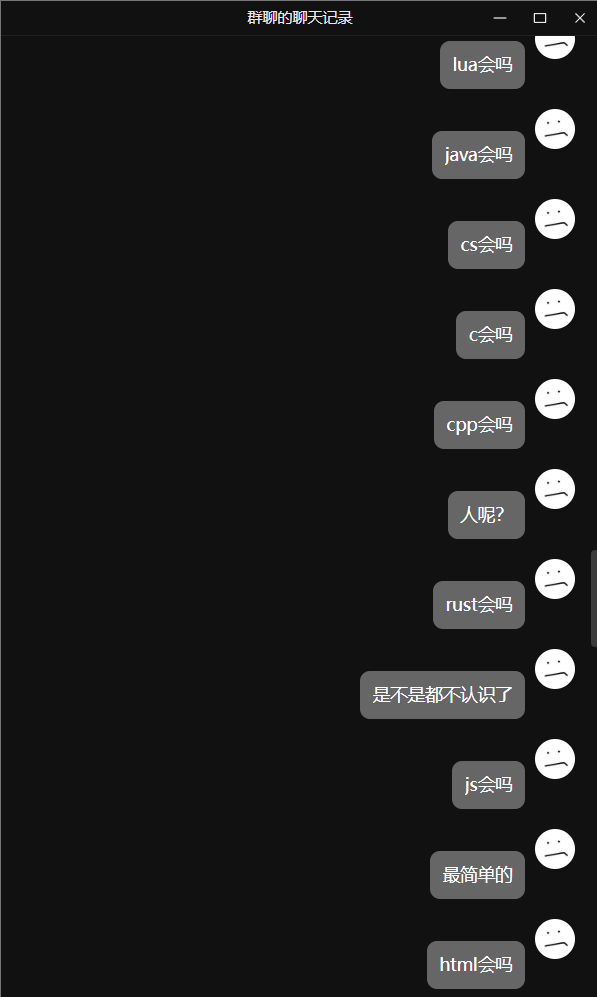 群聊的聊天记录
lua会吗
java会吗
cs会吗
c会吗
cpp会吗
人呢？
rust会吗
是不是都不认识了
js会吗
最简单的
html会吗